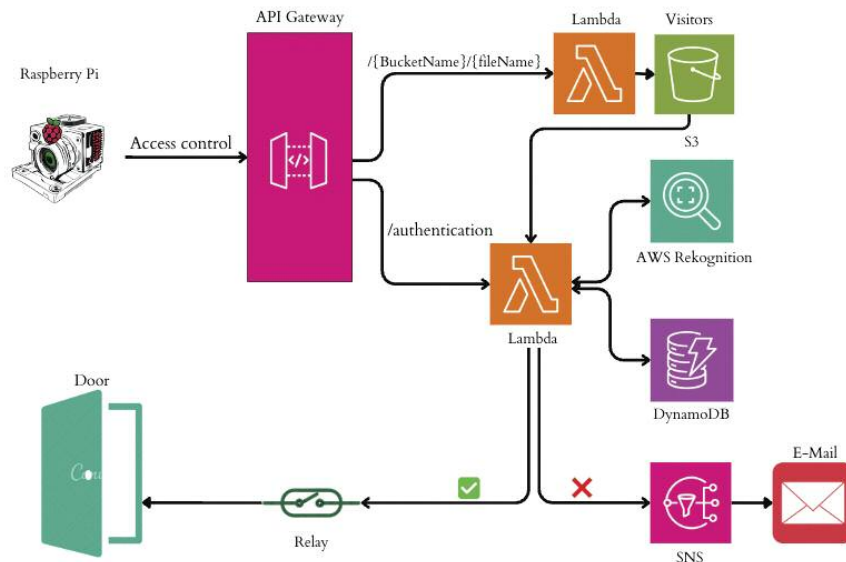 API Gateway
Lambda
Visitors
/{BucketName}/{fileName}
Raspberry Pi
Access control
S3
/authentication
AWS Rekognition
Lambda
Door
DynamoDB
E-Mail
Relay
SNS